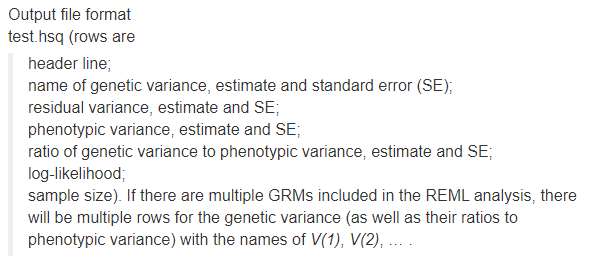 Output file format
test.hsq (rows are
header line;
name of genetic variance, estimate and standard error (SE);
residual variance, estimate and SE;
phenotypic variance, estimate and SE;
ratio of genetic variance to phenotypic variance, estimate and SE;
log-likelihood;
sample size). If there are multiple GRMs included in the REML analysis, there
will be multiple rows for the genetic variance (as well as their ratios to
phenotypic variance) with the names of V(1), V(2), ... .